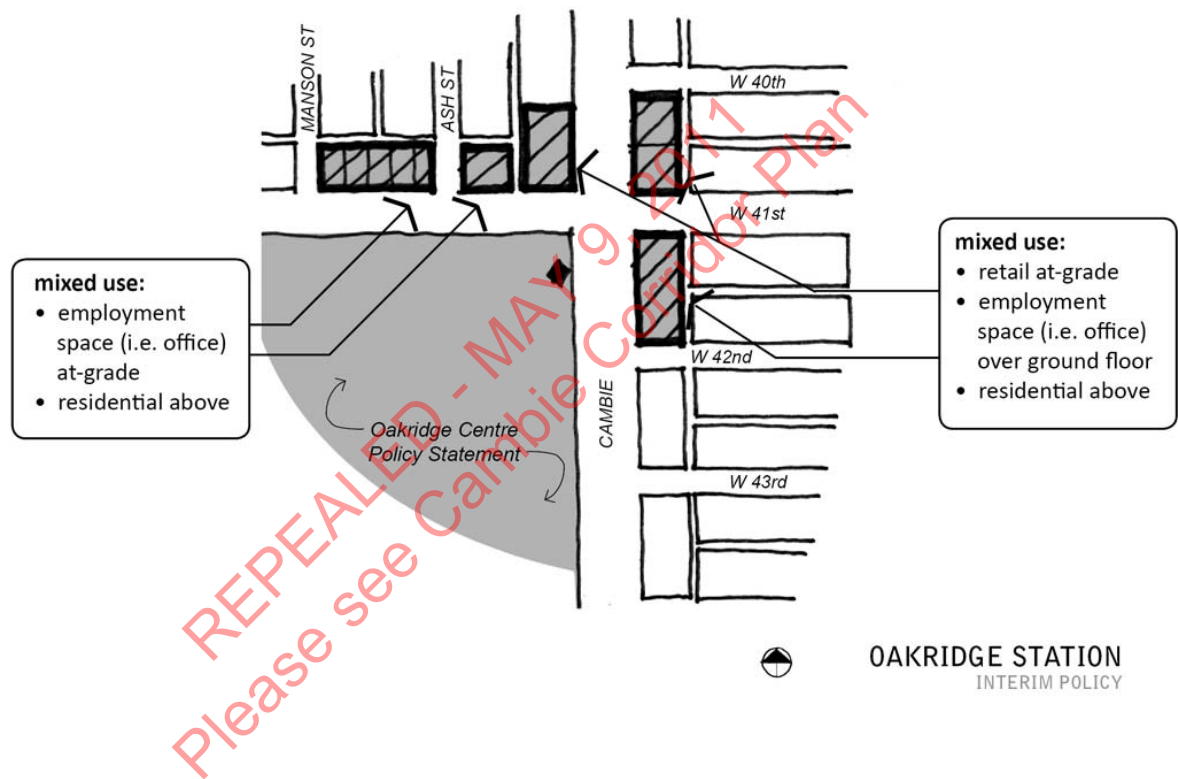 MANSON ST
ASH ST
W 40th
W 41st
mixed use:
• employment
space (i.e. office)
at-grade
• residential above
mixed use:
• retail at-grade
• employment
space (i.e. office)
over ground floor
• residential above
W 42nd
CAMBIE
Oakridge Centre
Policy Statement
W 43rd
REPEALED - MAY 9, 2011
Please see Cambie Corridor Plan
OAKRIDGE STATION
INTERIM POLICY